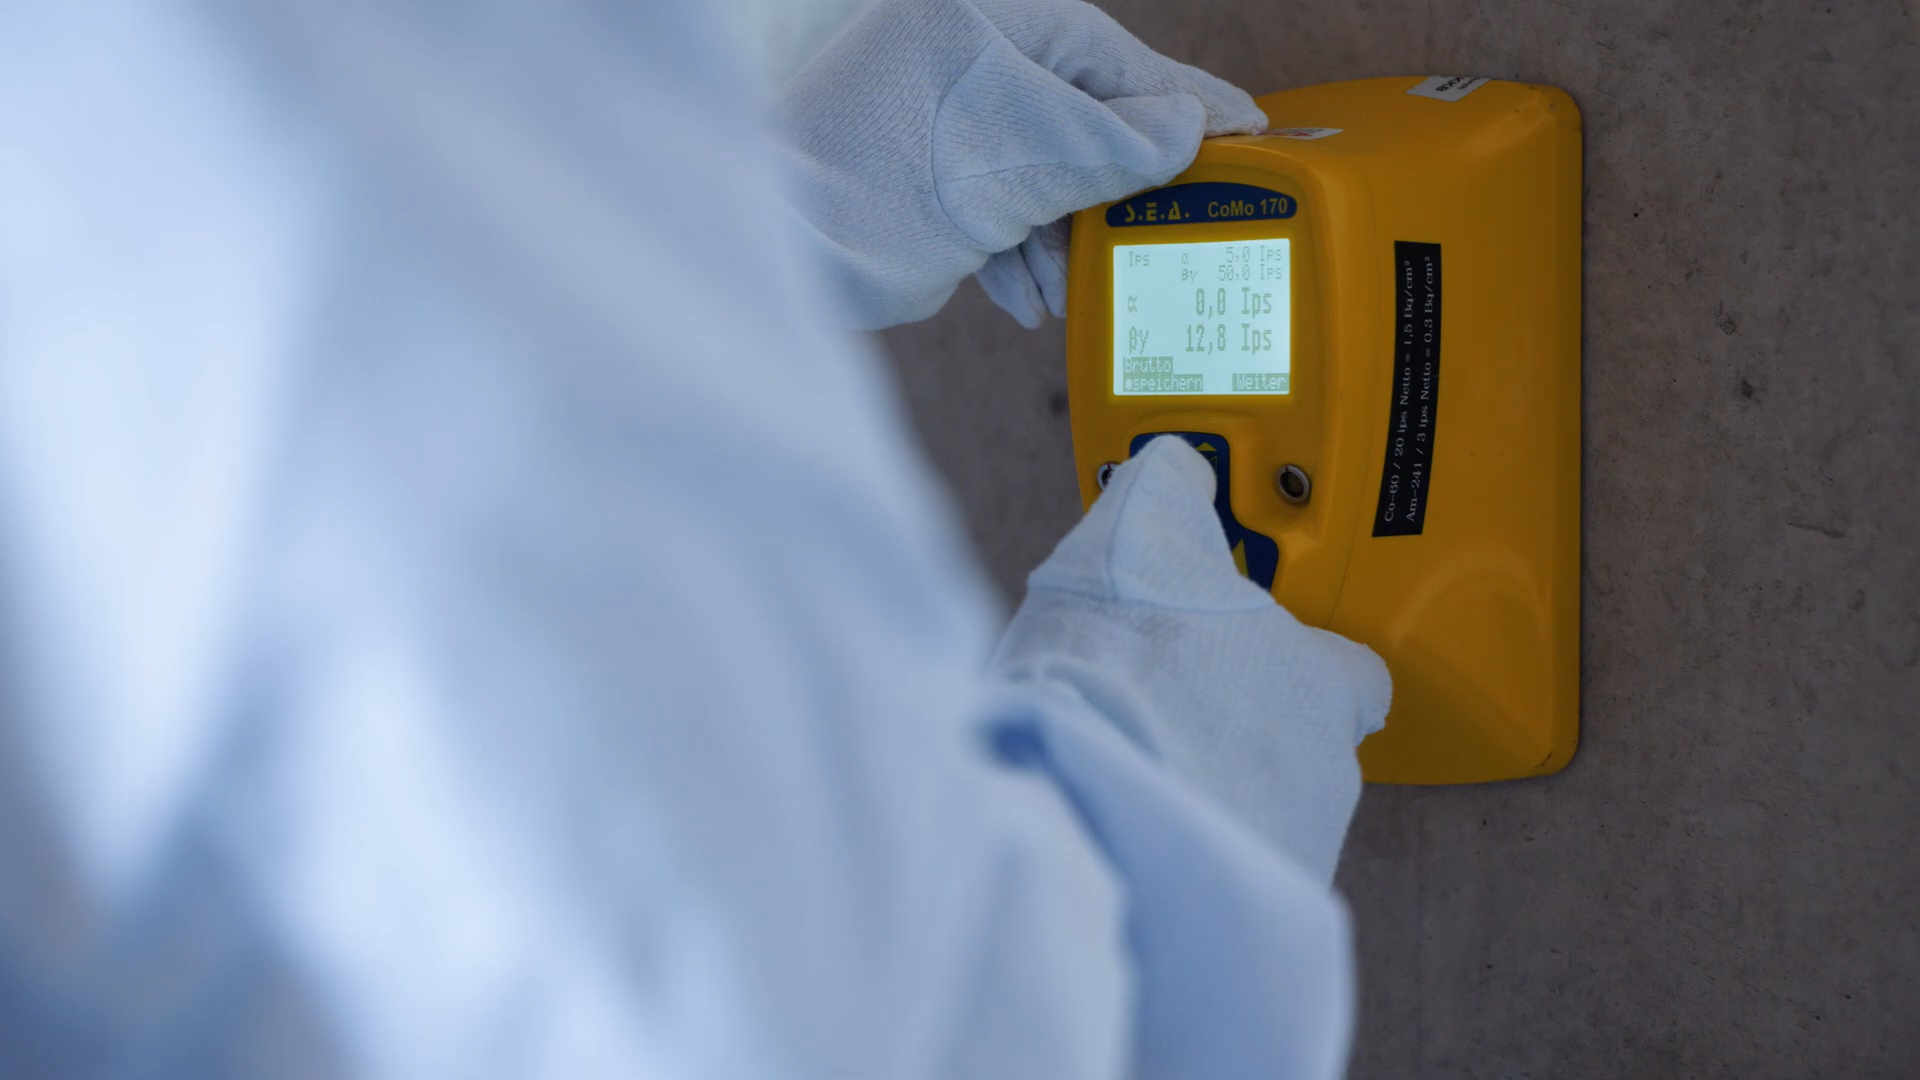 S.E.A. CoMo 170
Ips α 5,0 Ips
βγ 50,0 Ips
α 0,0 Ips
βγ 12,8 Ips
Brutto
speichern Weiter
Co-60 / 20 ips Netto = 1.5 Bq/cm²
Am-241 / 3 ips Netto = 0.3 Bq/cm²